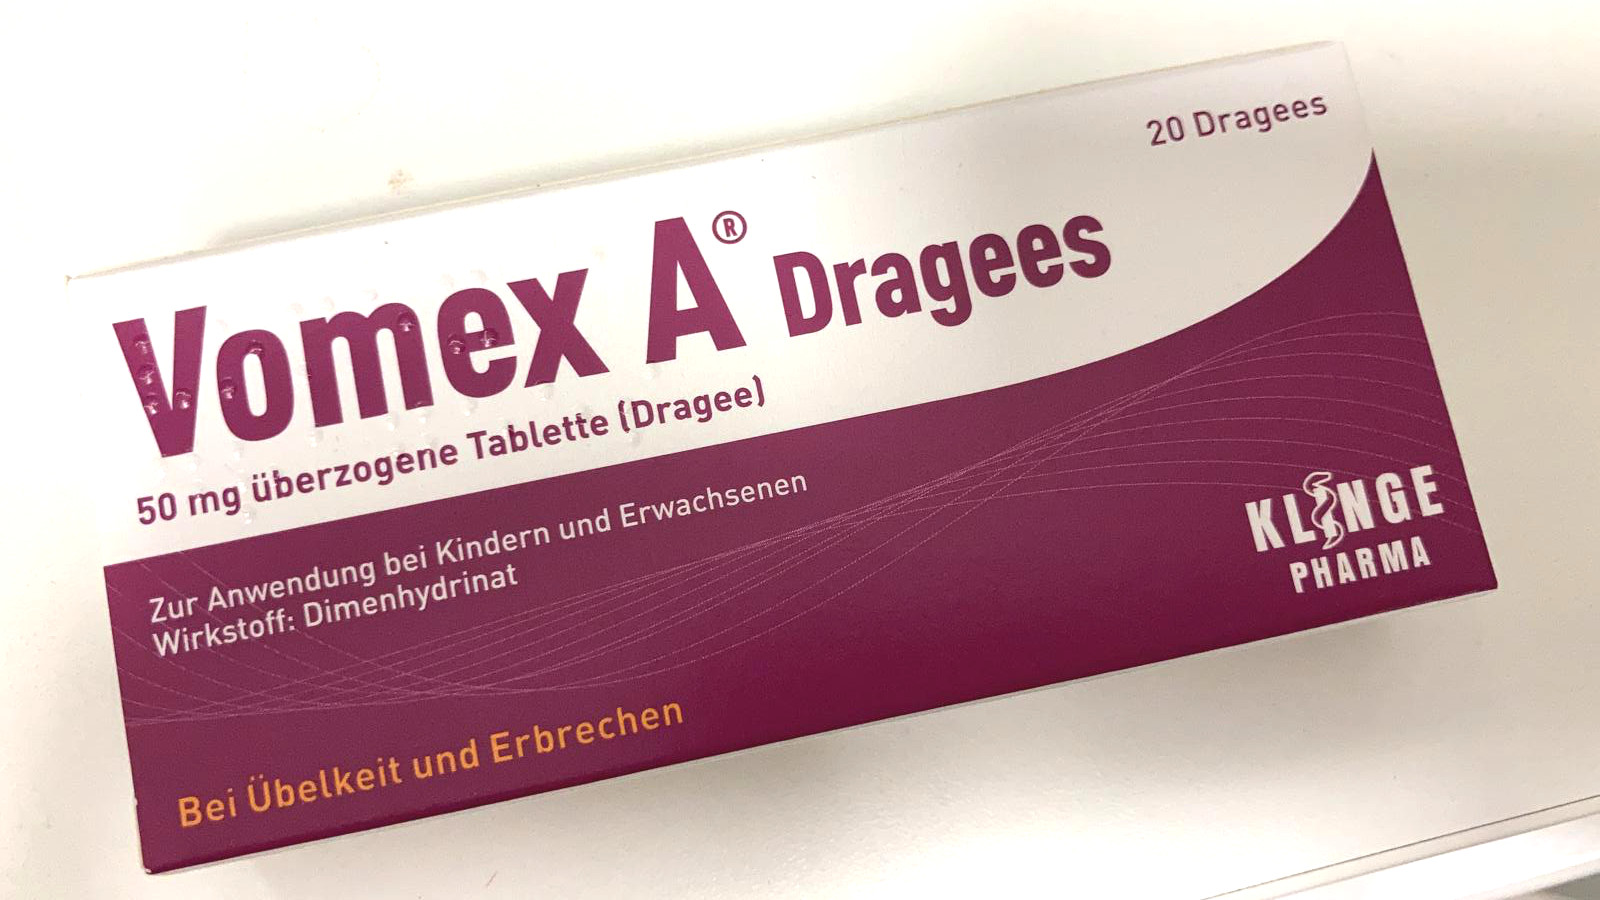 20 Dragees
Vomex A® Dragees
50 mg überzogene Tablette (Dragee)
Zur Anwendung bei Kindern und Erwachsenen
Wirkstoff: Dimenhydrinat
KLINGE
PHARMA
Bei Übelkeit und Erbrechen